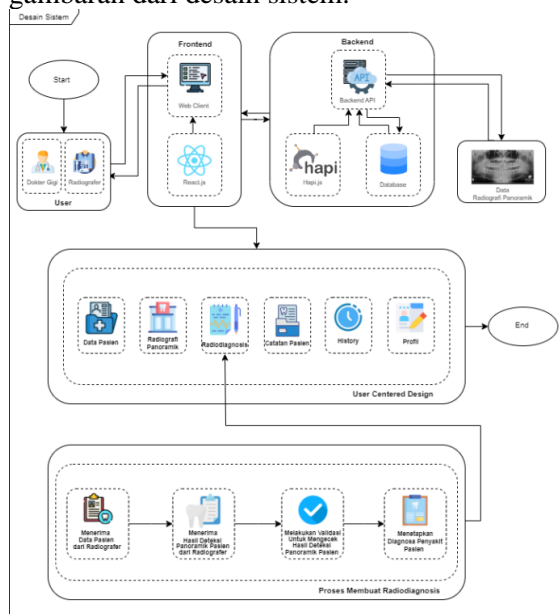 gambaran dari desain sistem.
Desain Sistem
Start
Frontend
Backend
Web Client
API
Backend API
React.js
hapi
Hapi.js
Database
Dokter Gigi
Radiografer
User
Data
Radiografi Panoramik
Data Pasien
Radiografi
Panoramik
Radiodiagnosis
Catatan Pasien
History
Profil
End
User Centered Design
Menerima
Data Pasien
dari Radiografer
Menerima
Hasil Deteksi
Panoramik Pasien
dari Radiografer
Melakukan Validasi
Untuk Mengecek
Hasil Deteksi
Panoramik Pasien
Menetapkan
Diagnosa Penyakit
Pasien
Proses Membuat Radiodiagnosis